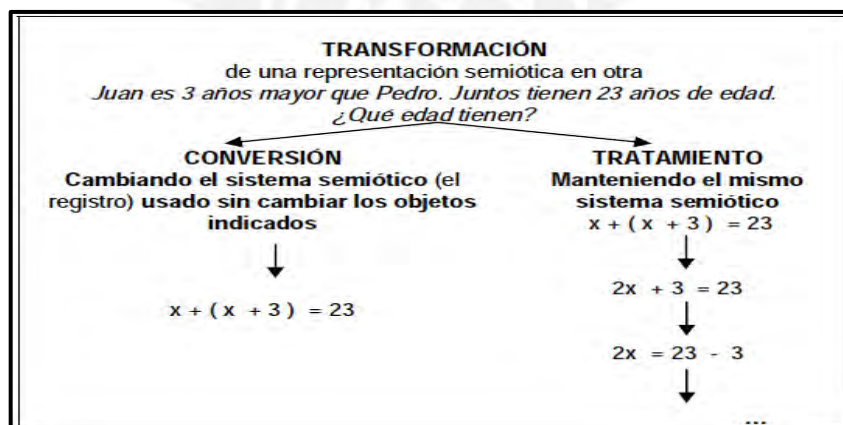 TRANSFORMACIÓN
de una representación semiótica en otra
Juan es 3 años mayor que Pedro. Juntos tienen 23 años de edad.
¿Qué edad tienen?
CONVERSIÓN
Cambiando el sistema semiótico (el
registro) usado sin cambiar los objetos
indicados
x + ( x + 3 ) = 23
TRATAMIENTO
Manteniendo el mismo
sistema semiótico
x + ( x + 3 ) = 23
2x + 3 = 23
2x = 23 - 3
...